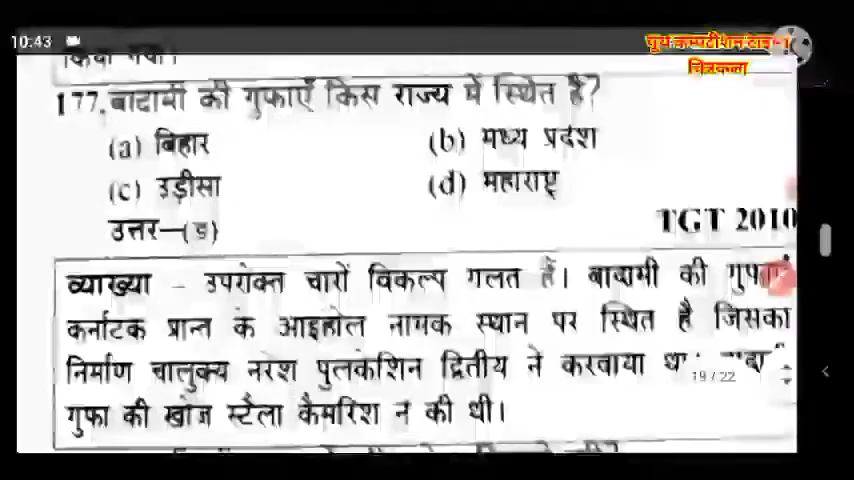 10:43
पूजा कम्पटीशन टाइम्स
चित्रकला
किया गया।
177. बादामी की गुफाएँ किस राज्य में स्थित है?
(a) बिहार (b) मध्य प्रदेश
(c) उड़ीसा (d) महाराष्ट्र
उत्तर—(इ)
TGT 2010
व्याख्या – उपरोक्त चारों विकल्प गलत हैं। बादामी की
कर्नाटक प्रान्त के आइहोल नामक स्थान पर स्थित है जिसका
निर्माण चालुक्य नरेश पुलकेशिन द्वितीय ने करवाया
19 / 22
गुफा की खोज स्टैला कैमरिश ने की थी।